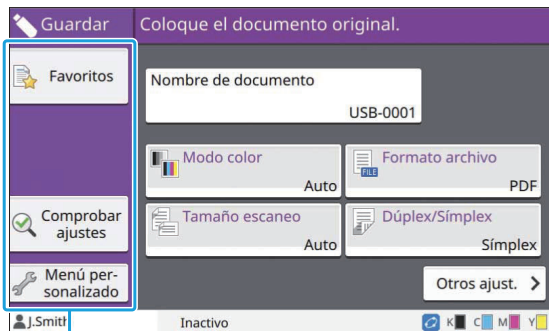 Guardar
Coloque el documento original.
Favoritos
Comprobar
ajustes
Menú per-
sonalizado
Nombre de documento
USB-0001
Modo color
Auto
FILE
Formato archivo
PDF
Tamaño escaneo
Auto
Dúplex/Símplex
Símplex
Otros ajust.
J.Smith
Inactivo
K C M Y